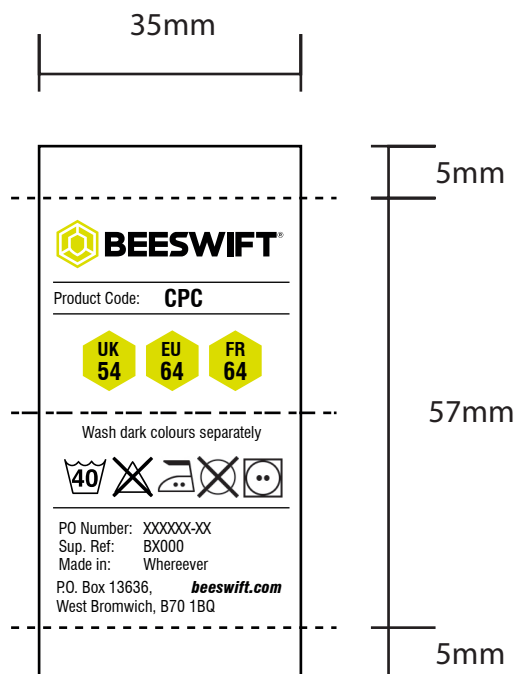 35mm
5mm
BEESWIFT®
Product Code: CPC
UK 54 EU 64 FR 64
57mm
Wash dark colours separately
40
PO Number: XXXXXX-XX
Sup. Ref: BX000
Made in: Whereever
P.O. Box 13636, beeswift.com
West Bromwich, B70 1BQ
5mm